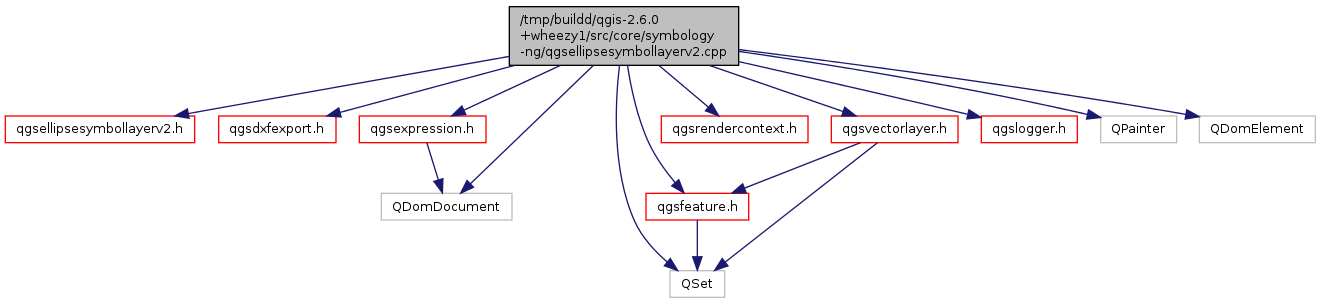 /tmp/buildd/qgis-2.6.0
+wheezy1/src/core/symbology
-ng/qgsellipsesymbollayerv2.cpp
qgsellipsesymbollayerv2.h
qgsdxfexport.h
qgsexpression.h
qgsrendercontext.h
qgsvectorlayer.h
qgslogger.h
QPainter
QDomElement
QDomDocument
qgsfeature.h
QSet